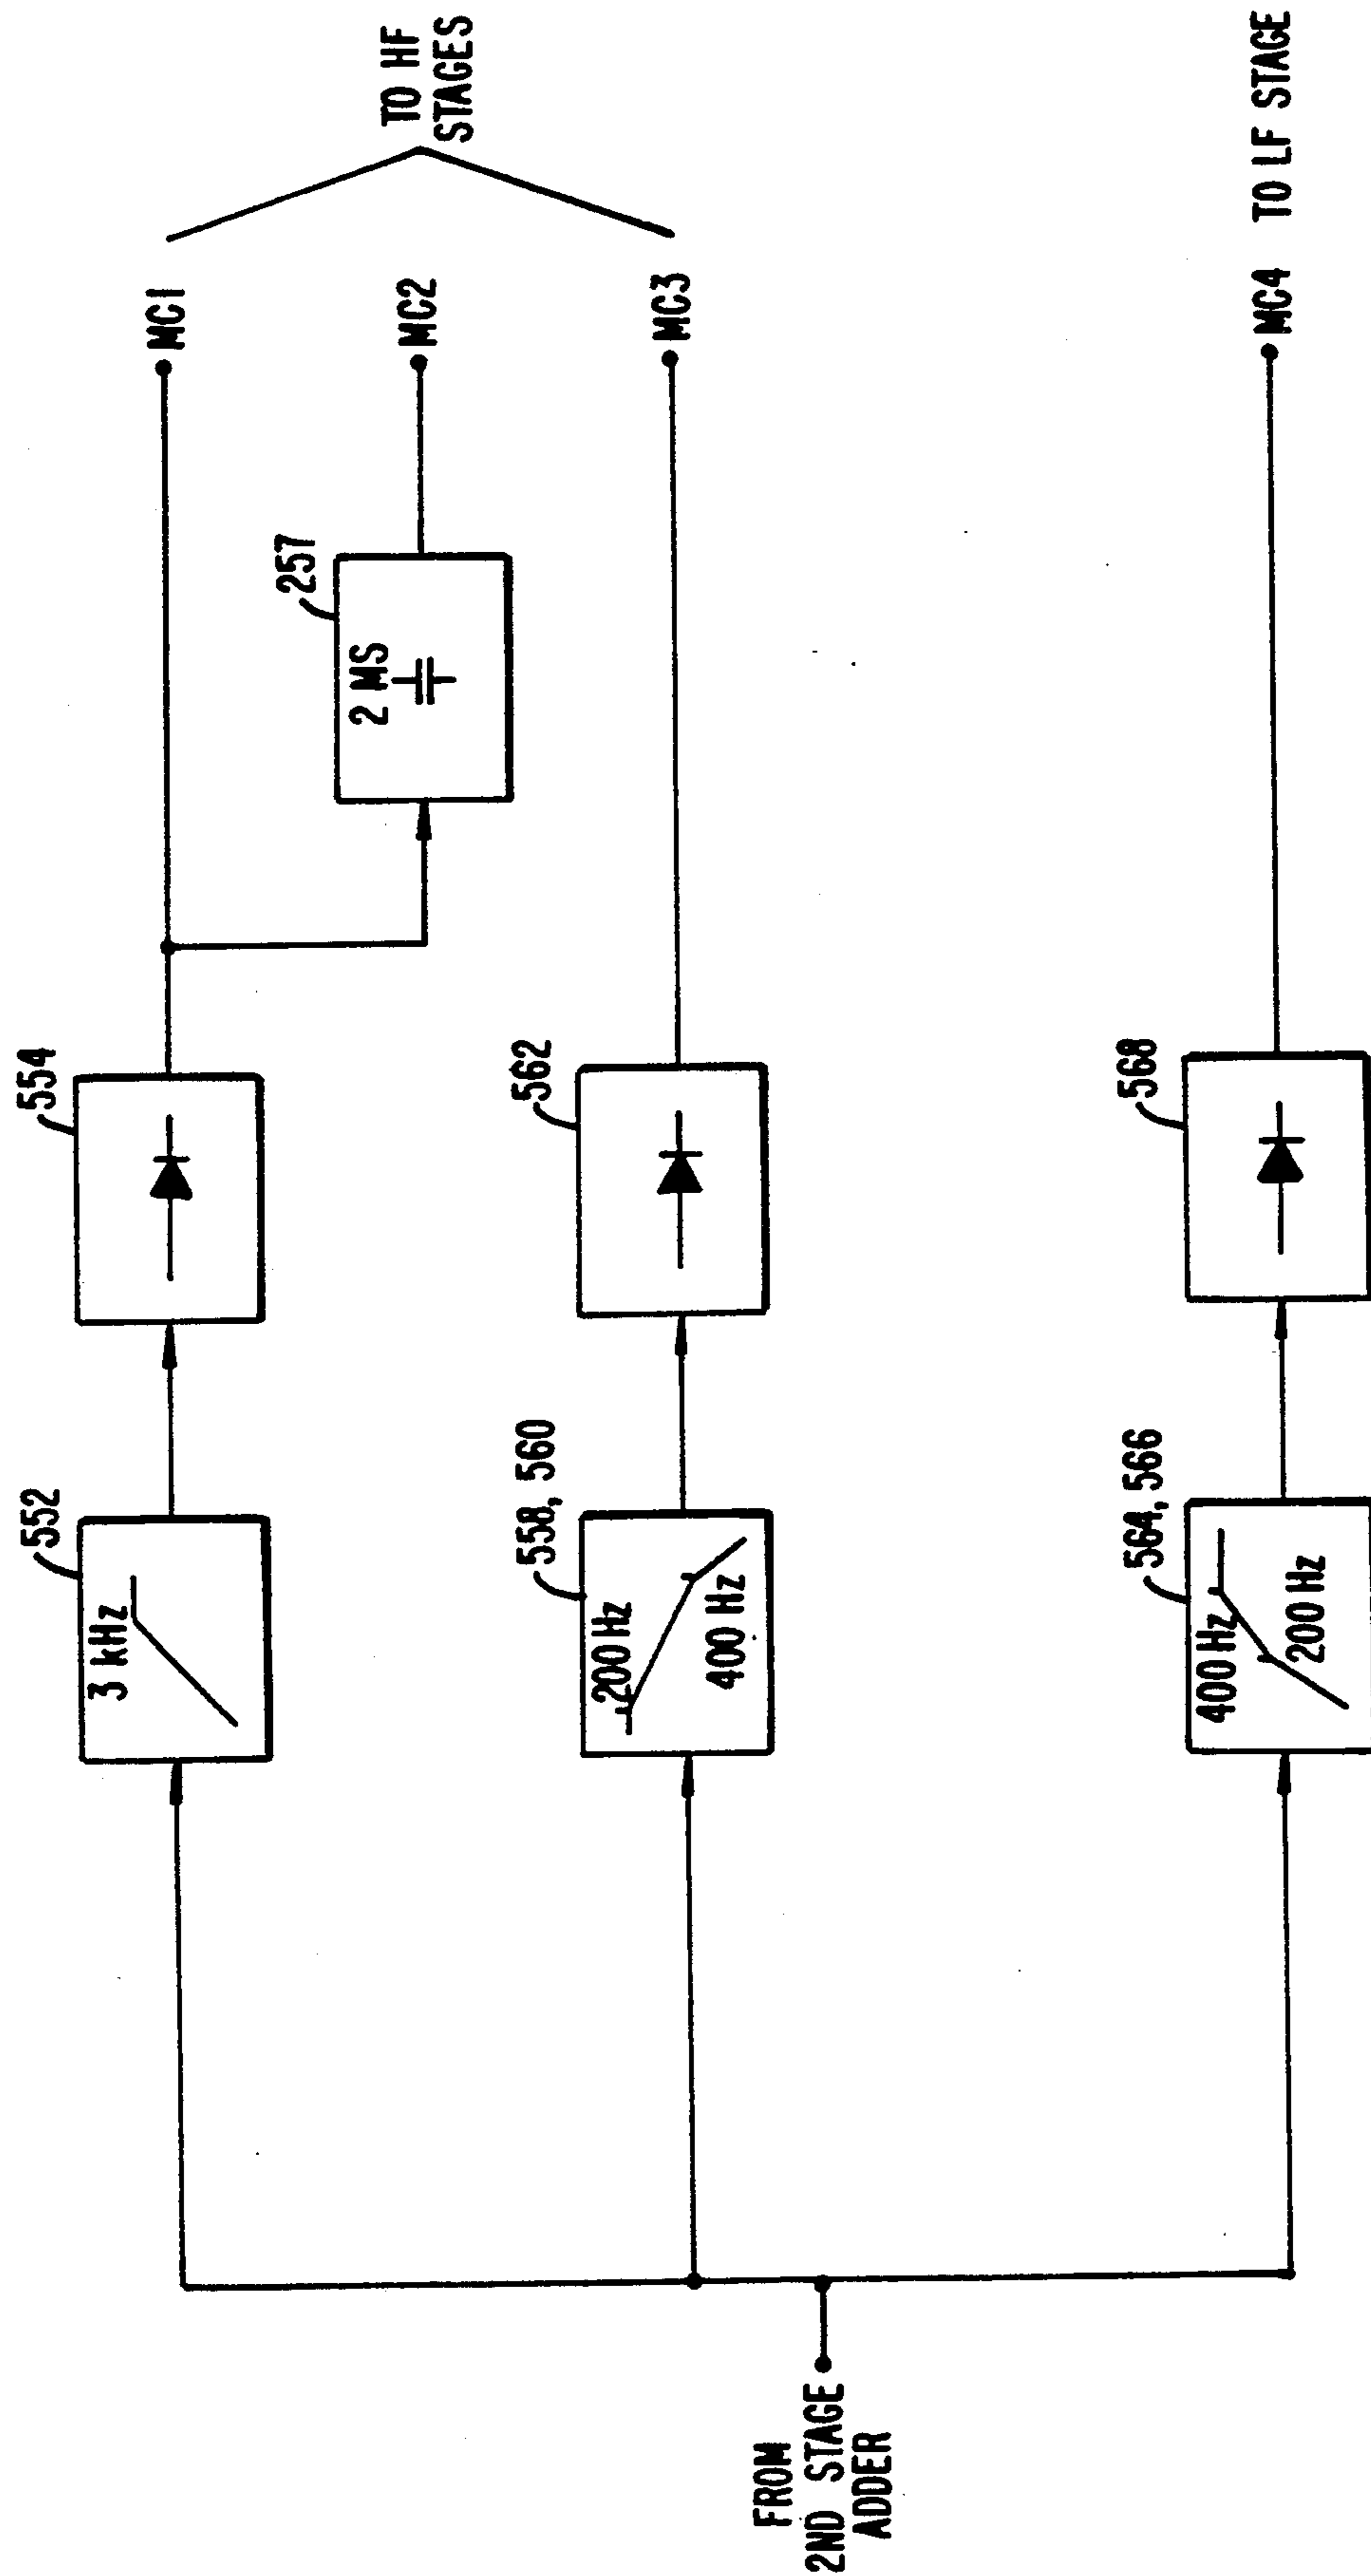 552
3 kHz
554
MC1
257
2 MS
MC2
TO HF
STAGES
558, 560
200 Hz
400 Hz
562
MC3
FROM
2ND STAGE
ADDER
564, 566
400 Hz
200 Hz
568
MC4 TO LF STAGE